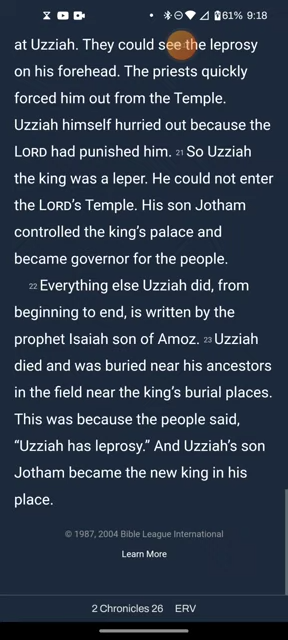 61% 9:18
at Uzziah. They could see the leprosy
on his forehead. The priests quickly
forced him out from the Temple.
Uzziah himself hurried out because the
LORD had punished him. 21 So Uzziah
the king was a leper. He could not enter
the LORD’s Temple. His son Jotham
controlled the king’s palace and
became governor for the people.
22 Everything else Uzziah did, from
beginning to end, is written by the
prophet Isaiah son of Amoz. 23 Uzziah
died and was buried near his ancestors
in the field near the king’s burial places.
This was because the people said,
“Uzziah has leprosy.” And Uzziah’s son
Jotham became the new king in his
place.
© 1987, 2004 Bible League International
Learn More
2 Chronicles 26 ERV